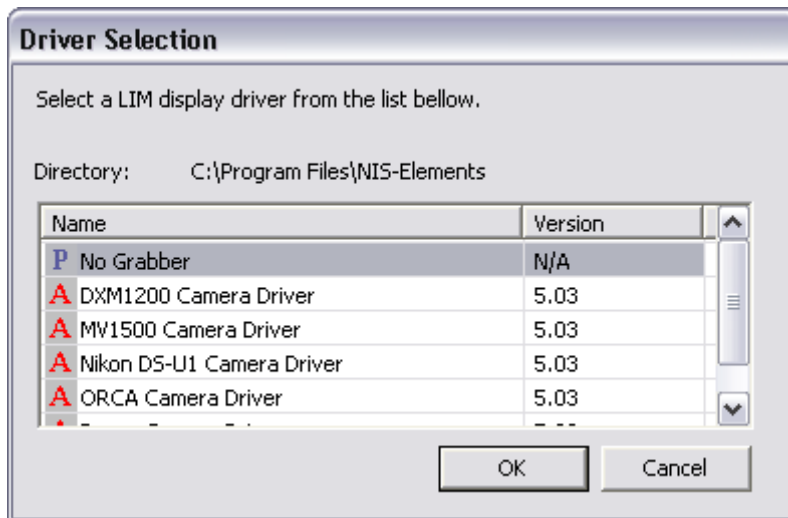 Driver Selection
Select a LIM display driver from the list bellow.
Directory: C:\Program Files\NIS-Elements
Name Version
P No Grabber N/A
A DXM1200 Camera Driver 5.03
A MV1500 Camera Driver 5.03
A Nikon DS-U1 Camera Driver 5.03
A ORCA Camera Driver 5.03
OK Cancel